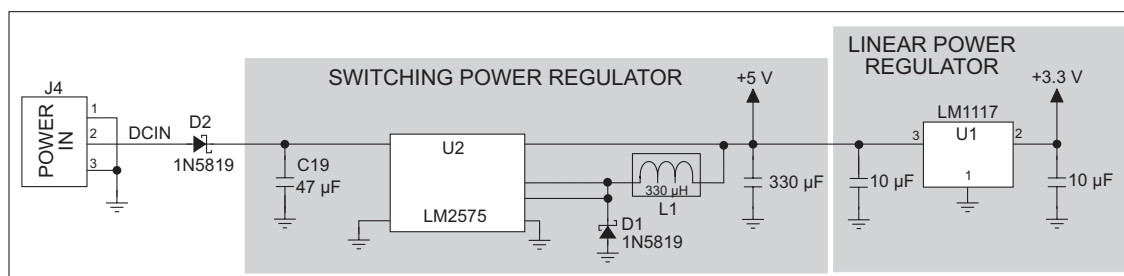 SWITCHING POWER REGULATOR
LINEAR POWER
REGULATOR
J4
POWER
IN
1
2
3
DCIN
D2
1N5819
C19
47 µF
U2
LM2575
330 µH
L1
D1
1N5819
+5 V
330 µF
10 µF
LM1117
U1
3
2
1
+3.3 V
10 µF